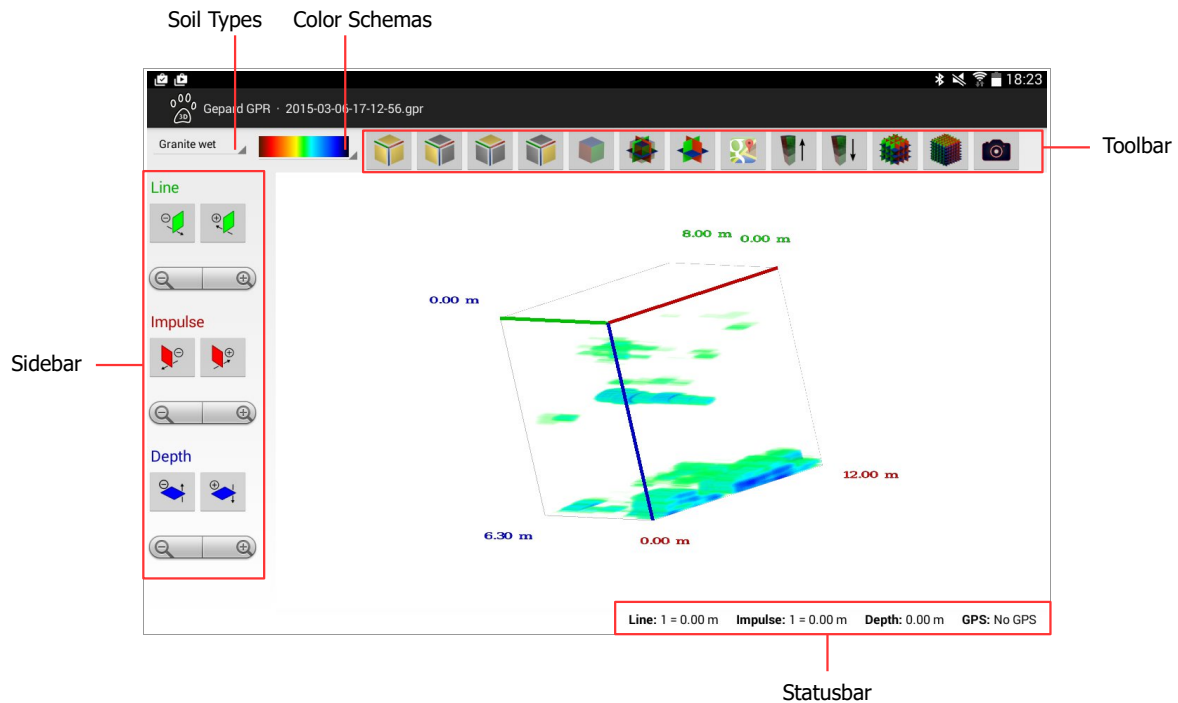 Soil Types
Color Schemas
18:23
3D
Gepard GPR · 2015-03-06-17-12-56.gpr
Granite wet
Toolbar
Line
8.00 m
0.00 m
0.00 m
Impulse
Sidebar
Depth
12.00 m
6.30 m
0.00 m
Line: 1 = 0.00 m Impulse: 1 = 0.00 m Depth: 0.00 m GPS: No GPS
Statusbar